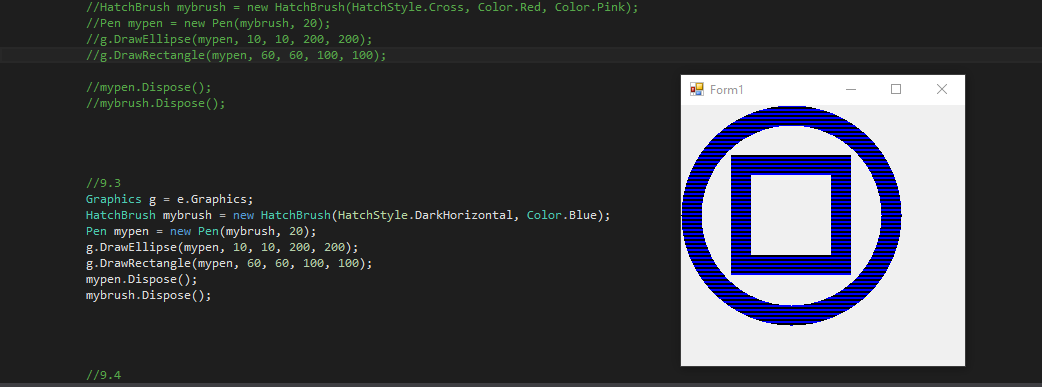 //HatchBrush mybrush = new HatchBrush(HatchStyle.Cross, Color.Red, Color.Pink);
//Pen mypen = new Pen(mybrush, 20);
//g.DrawEllipse(mypen, 10, 10, 200, 200);
//g.DrawRectangle(mypen, 60, 60, 100, 100);
//mypen.Dispose();
//mybrush.Dispose();
Form1
//9.3
Graphics g = e.Graphics;
HatchBrush mybrush = new HatchBrush(HatchStyle.DarkHorizontal, Color.Blue);
Pen mypen = new Pen(mybrush, 20);
g.DrawEllipse(mypen, 10, 10, 200, 200);
g.DrawRectangle(mypen, 60, 60, 100, 100);
mypen.Dispose();
mybrush.Dispose();
//9.4